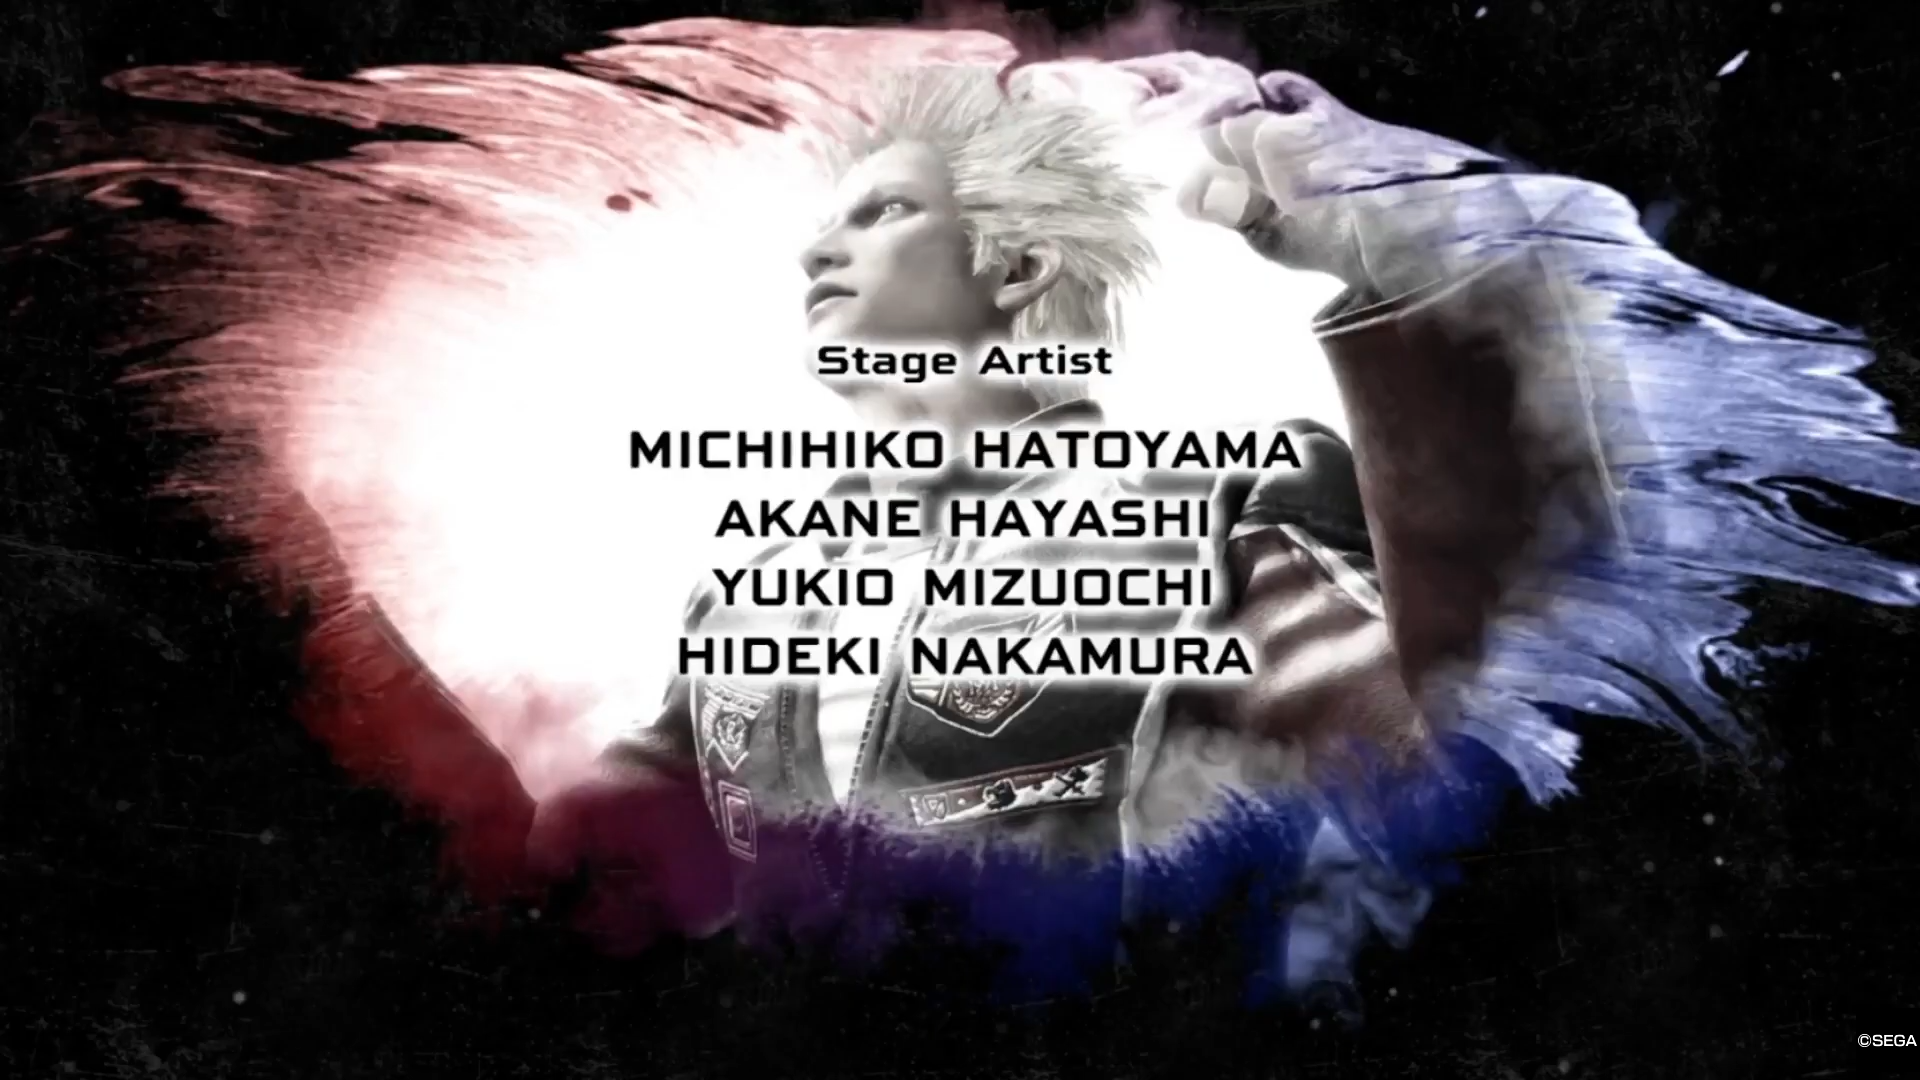 Stage Artist
MICHIHIKO HATOYAMA
AKANE HAYASHI
YUKIO MIZUOCHI
HIDEKI NAKAMURA
©SEGA